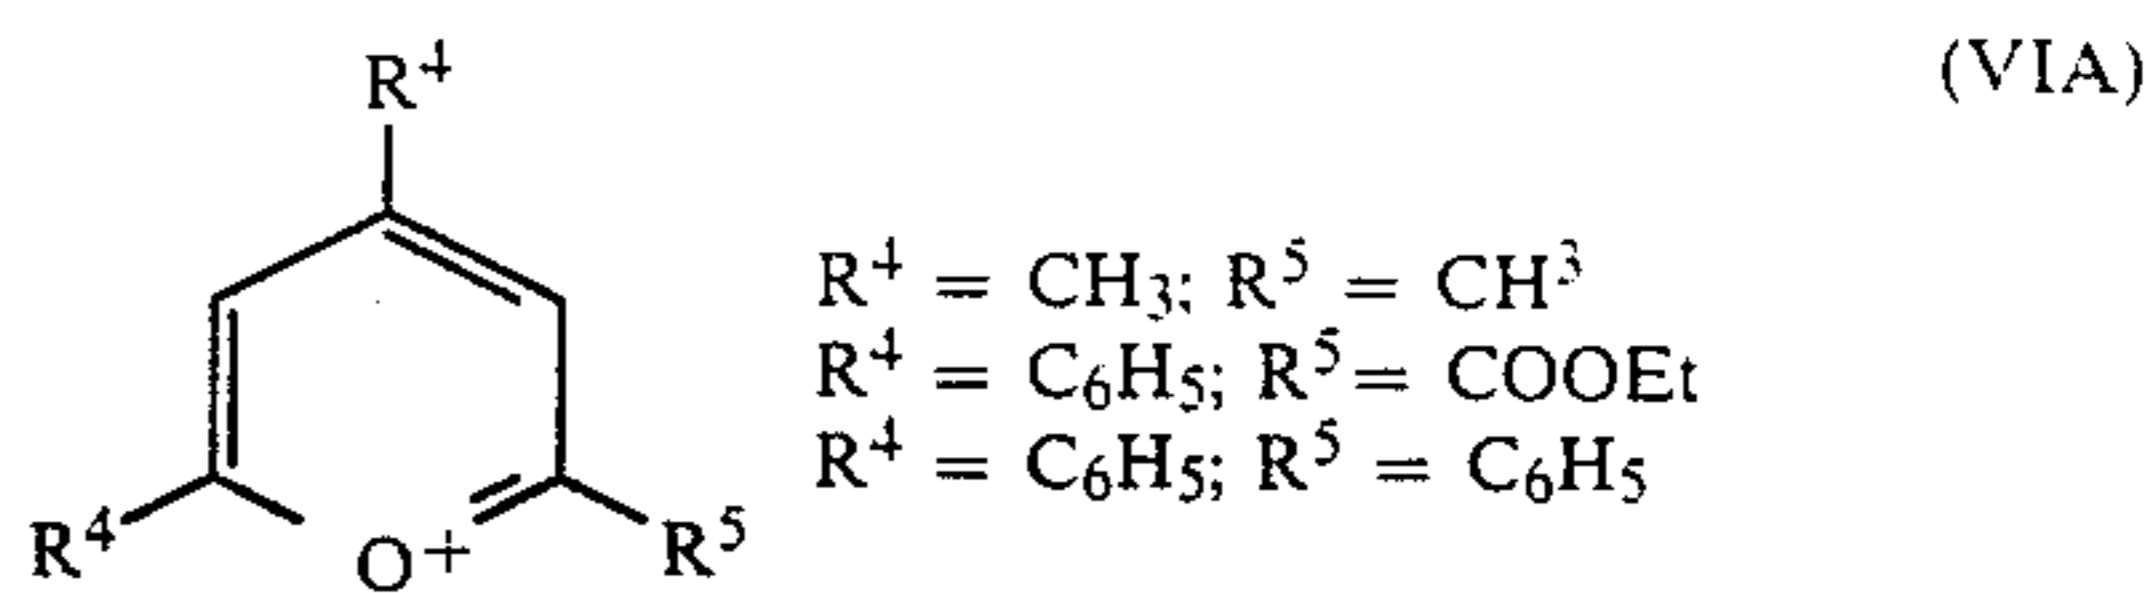 R⁴ (VIA)
R⁴ = CH₃; R⁵ = CH³
R⁴ = C₆H₅; R⁵ = COOEt
R⁴ = C₆H₅; R⁵ = C₆H₅
R⁴ O⁺ R⁵